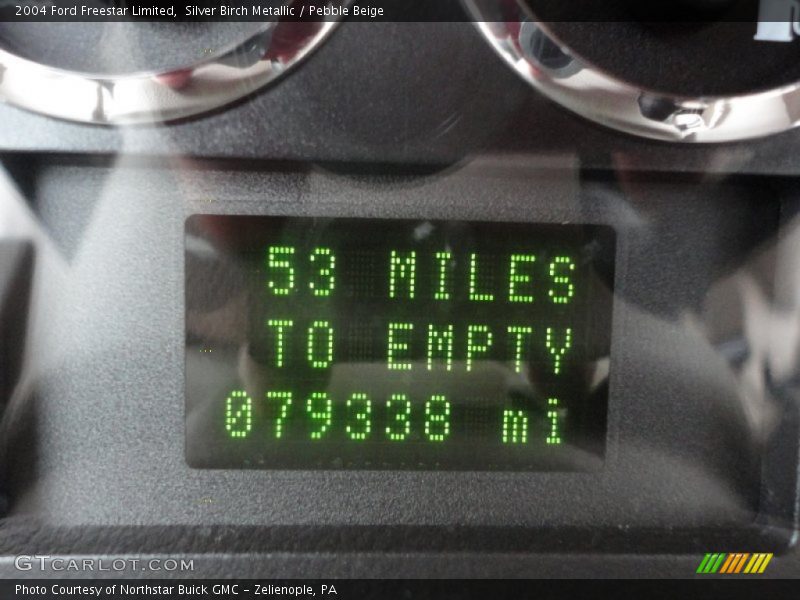 2004 Ford Freestar Limited,  Silver Birch Metallic / Pebble Beige
53 MILES
TO EMPTY
079338 mi
GTCARLOT.COM
Photo Courtesy of Northstar Buick GMC - Zelienople, PA